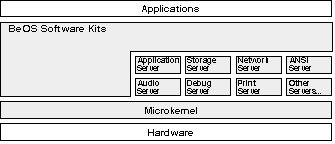 Applications
BeOS Software Kits
Application Server
Storage Server
Network Server
ANSI Server
Audio Server
Debug Server
Print Server
Other Servers...
Microkernel
Hardware